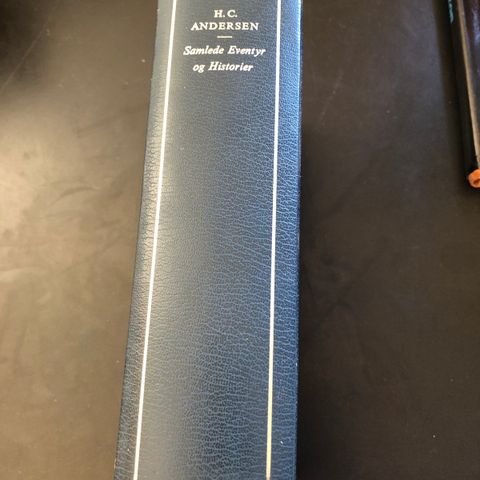 H. C.
ANDERSEN
Samlede Eventyr
og Historier